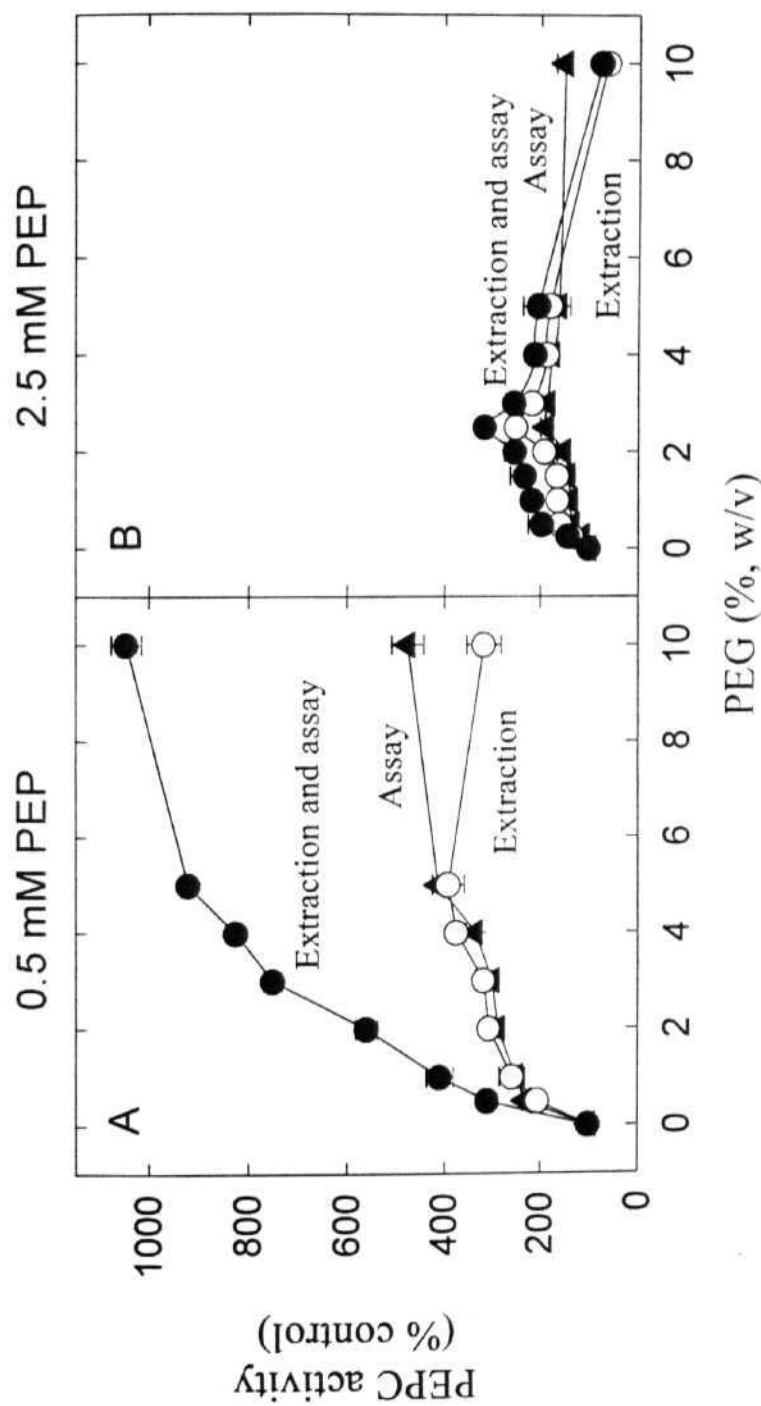 0.5 mM PEP
2.5 mM PEP
A
B
1000
800
600
400
200
0
PEPC activity
(% control)
Extraction and assay
Assay
Extraction
Extraction and assay
Assay
Extraction
0 2 4 6 8 10
0 2 4 6 8 10
PEG (%, w/v)